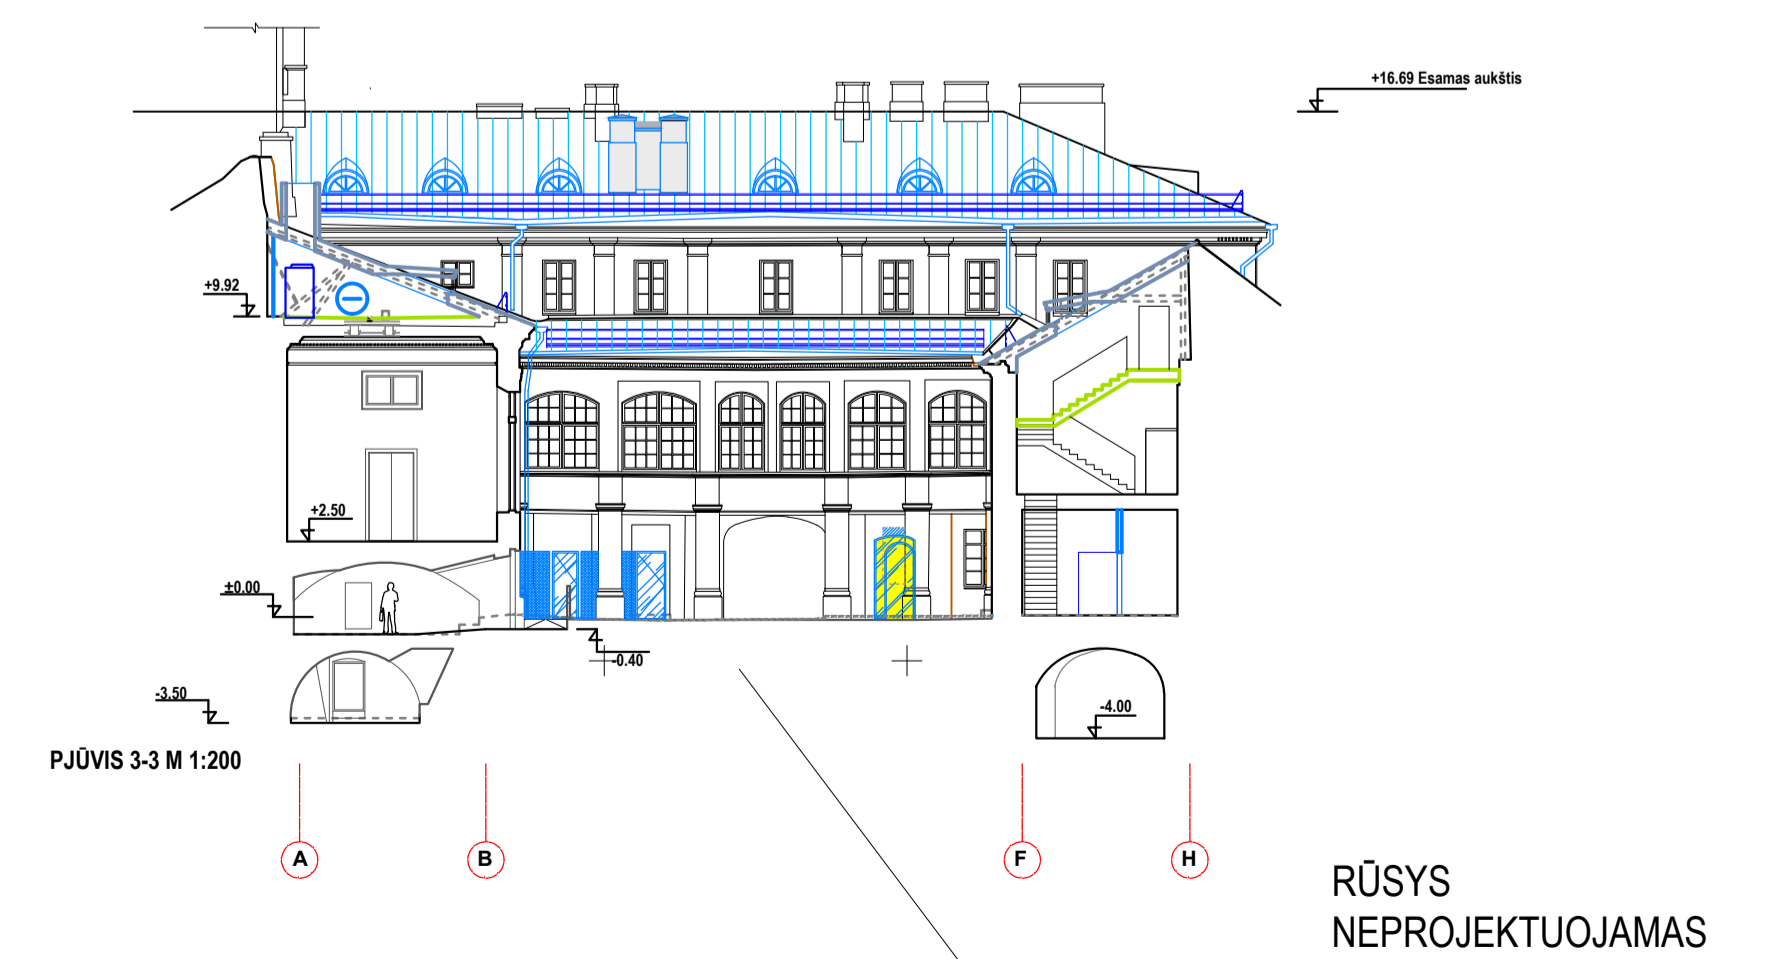 +16.69 Esamas aukštis
+9.92
+2.50
±0.00
-0.40
-3.50
-4.00
PJŪVIS 3-3 M 1:200
A B F H
RŪSYS
NEPROJEKTUOJAMAS